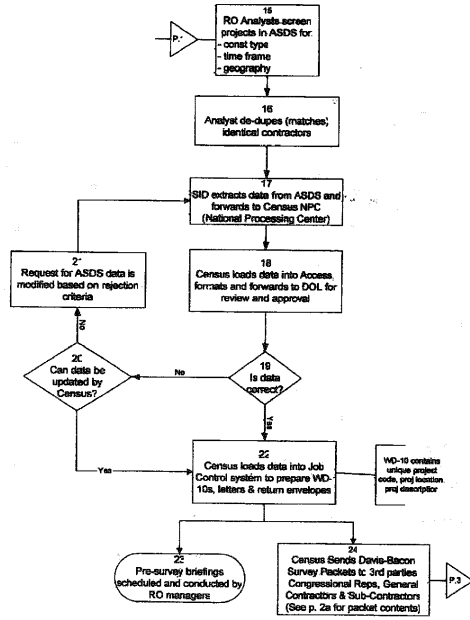 15
RO Analysts screen
projects in ASDS for:
- const type
- time frame
- geography
16
Analyst de-dupes (matches)
identical contractors
17
SID extracts data from ASDS and
forwards to Census NPC
(National Processing Center)
18
Census loads data into Access,
formats and forwards to DOL for
review and approval
19
Is data
correct?
No
Yes
20
Can data be
updated by
Census?
No
Yes
Request for ASDS data is
modified based on rejection
criteria
22
Census loads data into Job
Control system to prepare WD-
10s, letters & return envelopes
WD-10 contains
unique project
code, proj location,
proj description
23
Pre-survey briefings
scheduled and conducted by
RO managers
24
Census Sends Davis-Bacon
Survey Packets to 3rd parties
Congressional Reps, General
Contractors & Sub-Contractors
(See p. 2a for packet contents)
P.3